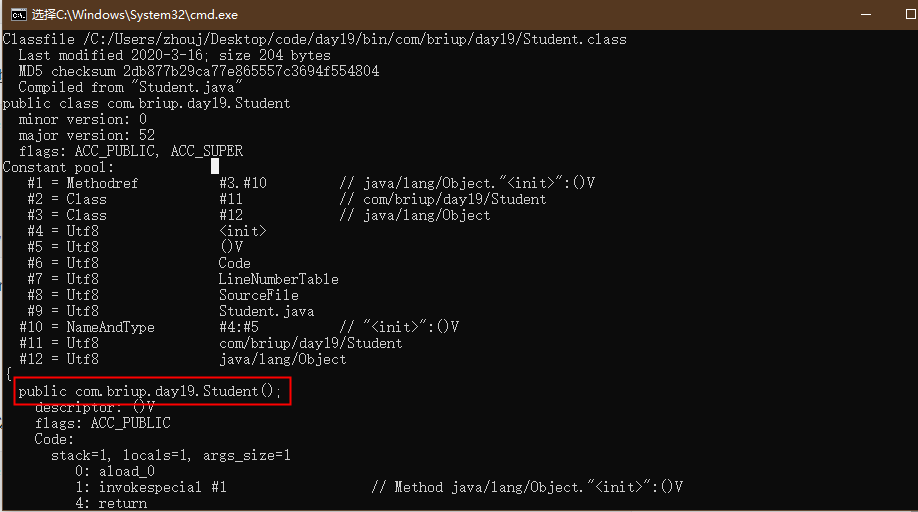 选择C:\Windows\System32\cmd.exe
Classfile /C:/Users/zhouj/Desktop/code/day19/bin/com/briup/day19/Student.class
  Last modified 2020-3-16; size 204 bytes
  MD5 checksum 2db877b29ca77e865557c3694f554804
  Compiled from "Student.java"
public class com.briup.day19.Student
  minor version: 0
  major version: 52
  flags: ACC_PUBLIC, ACC_SUPER
Constant pool:
   #1 = Methodref          #3.#10         // java/lang/Object."<init>":()V
   #2 = Class              #11            // com/briup/day19/Student
   #3 = Class              #12            // java/lang/Object
   #4 = Utf8               <init>
   #5 = Utf8               ()V
   #6 = Utf8               Code
   #7 = Utf8               LineNumberTable
   #8 = Utf8               SourceFile
   #9 = Utf8               Student.java
  #10 = NameAndType        #4:#5          // "<init>":()V
  #11 = Utf8               com/briup/day19/Student
  #12 = Utf8               java/lang/Object
{
  public com.briup.day19.Student();
    descriptor: ()V
    flags: ACC_PUBLIC
    Code:
      stack=1, locals=1, args_size=1
         0: aload_0
         1: invokespecial #1                  // Method java/lang/Object."<init>":()V
         4: return